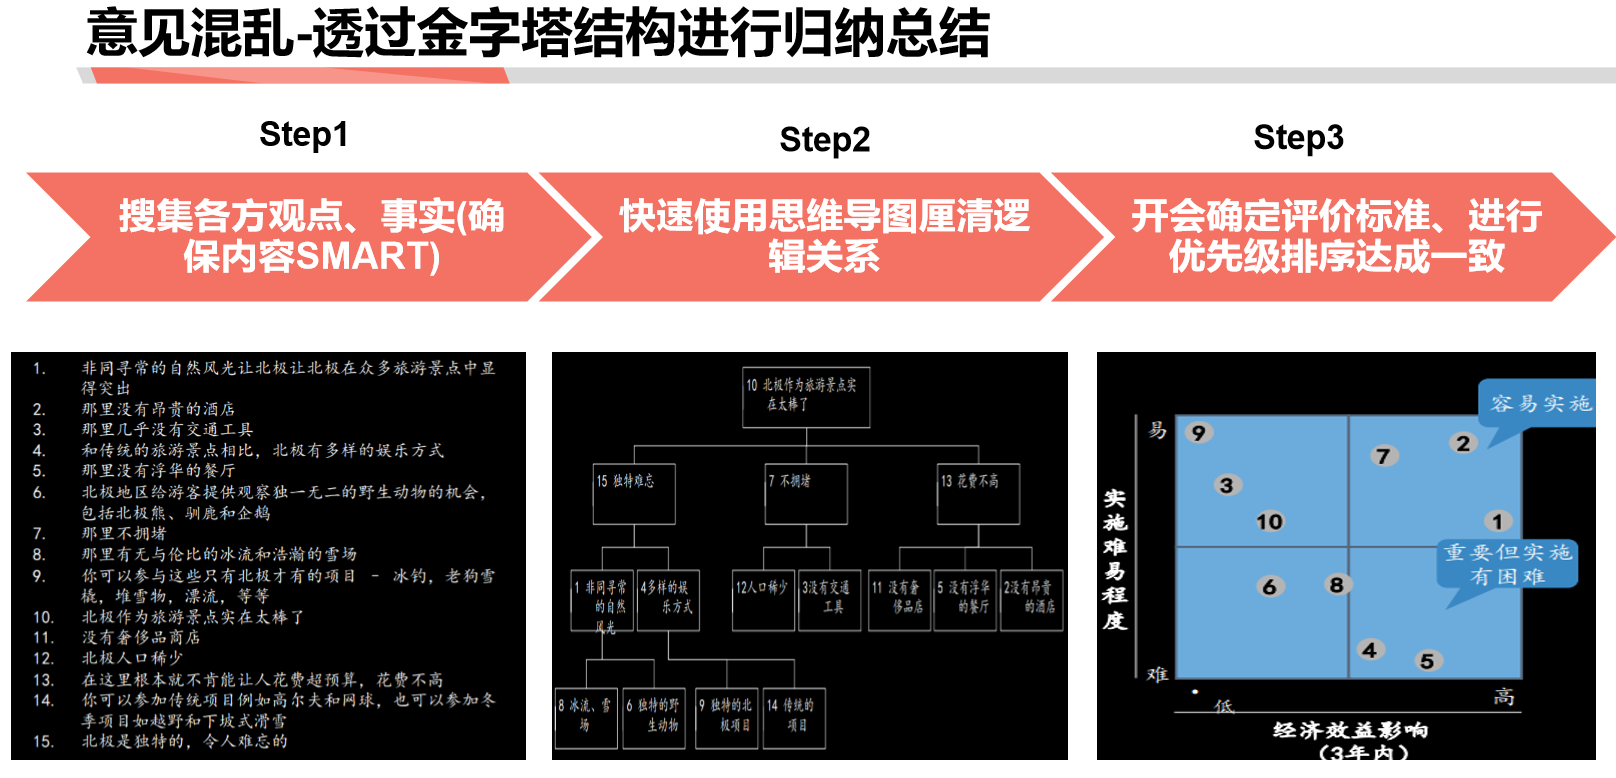 意见混乱-透过金字塔结构进行归纳总结
Step1
Step2
Step3
搜集各方观点、事实(确
保内容SMART)
快速使用思维导图厘清逻
辑关系
开会确定评价标准、进行
优先级排序达成一致
1. 非同寻常的自然风光让北极让北极在众多旅游景点中显
得突出
2. 那里没有昂贵的酒店
3. 那里几乎没有交通工具
4. 和传统的旅游景点相比，北极有多样的娱乐方式
5. 那里没有浮华的餐厅
6. 北极地区给游客提供观察独一无二的野生动物的机会，
包括北极熊、驯鹿和企鹅
7. 那里不拥堵
8. 那里有无与伦比的冰流和浩瀚的雪场
9. 你可以参与这些只有北极才有的项目 - 冰钓，老狗雪
橇，堆雪物，漂流，等等
10. 北极作为旅游景点实在太棒了
11. 没有奢侈品商店
12. 北极人口稀少
13. 在这里根本就不肯能让人花费超预算，花费不高
14. 你可以参加传统项目例如高尔夫和网球，也可以参加冬
季项目如越野和下坡式滑雪
15. 北极是独特的，令人难忘的
10 北极作为旅游景点实
在太棒了
15 独特难忘
7 不拥堵
13 花费不高
1 非同寻常
的自然
风光
4多样的娱
乐方式
12人口稀少
3没有交通
工具
11 没有奢
侈品店
5 没有浮华
的餐厅
2没有昂贵
的酒店
8 冰流、雪
场
6 独特的野
生动物
9 独特的北
极项目
14 传统的
项目
容易实施
易
9
2
7
3
10
1
实施难易程度
重要但实施
有困难
6
8
4
5
难
低
高
经济效益影响
（3年内）